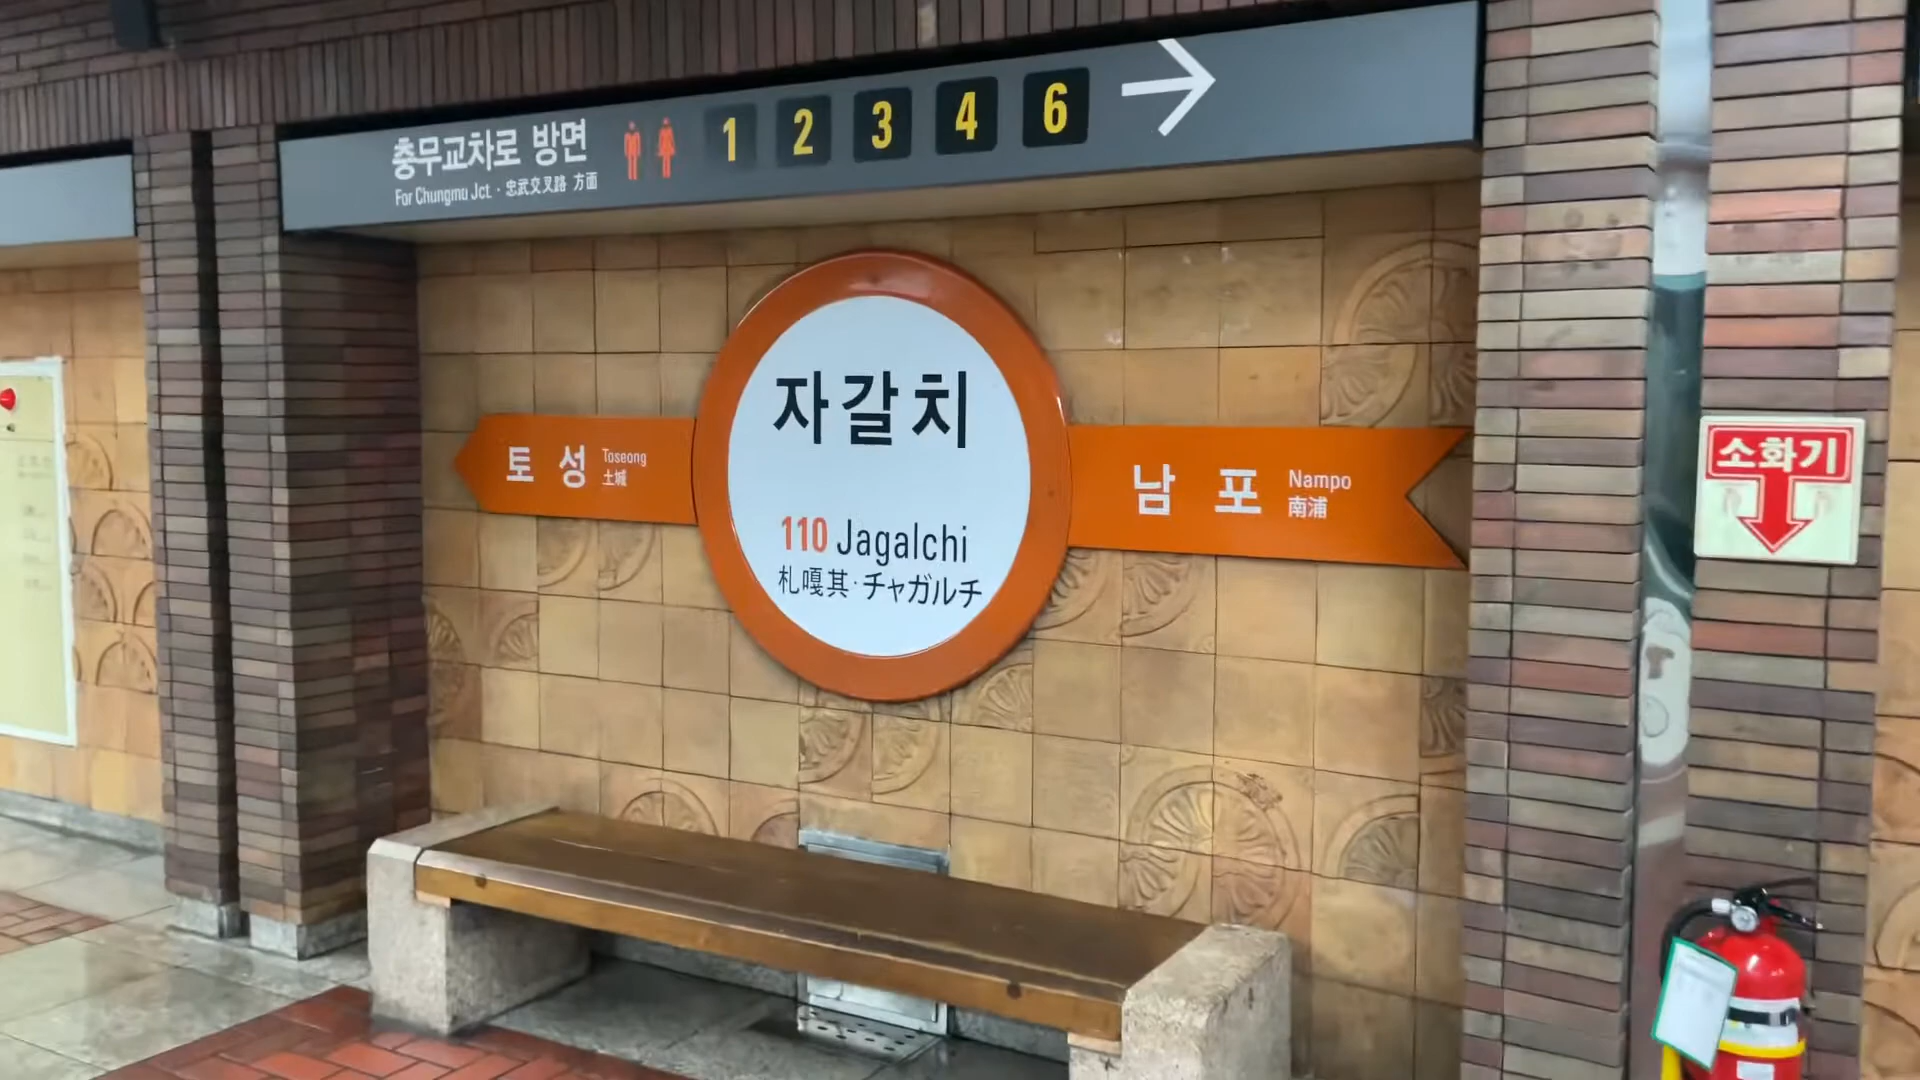 충무교차로 방면
For Chungmu Jct. · 忠武交叉路 方面
1 2 3 4 6
자갈치
110 Jagalchi
札嘎其·チャガルチ
토성
Toseong
土城
남포
Nampo
南浦
소화기